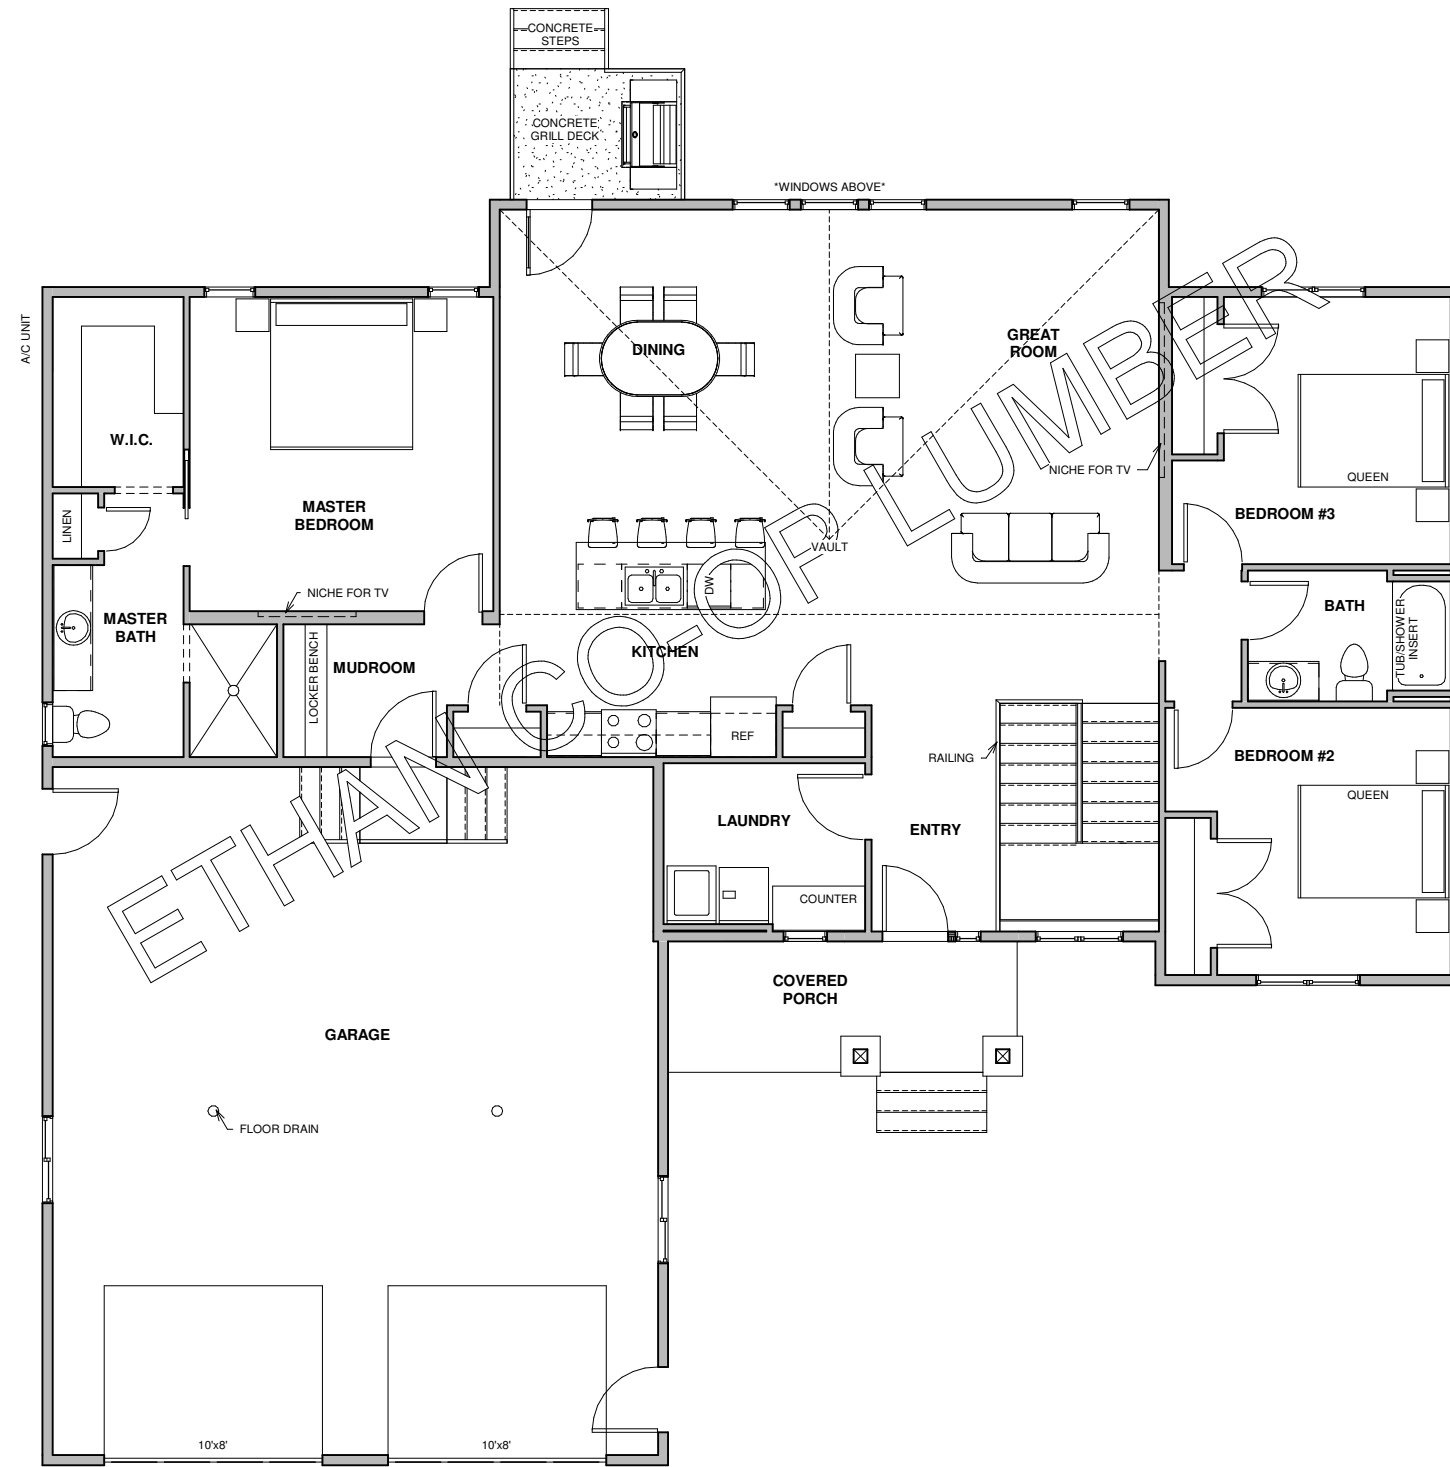 CONCRETE
STEPS
CONCRETE
GRILL DECK
*WINDOWS ABOVE*
A/C UNIT
DINING
GREAT
ROOM
W.I.C.
NICHE FOR TV
QUEEN
MASTER
BEDROOM
BEDROOM #3
LINEN
VAULT
DW
NICHE FOR TV
MASTER
BATH
BATH
TUB/SHOWER
INSERT
KITCHEN
MUDROOM
LOCKER BENCH
REF
RAILING
BEDROOM #2
QUEEN
LAUNDRY
ENTRY
COUNTER
COVERED
PORCH
GARAGE
FLOOR DRAIN
10'x8'
10'x8'
ETHAN CO-OP LUMBER